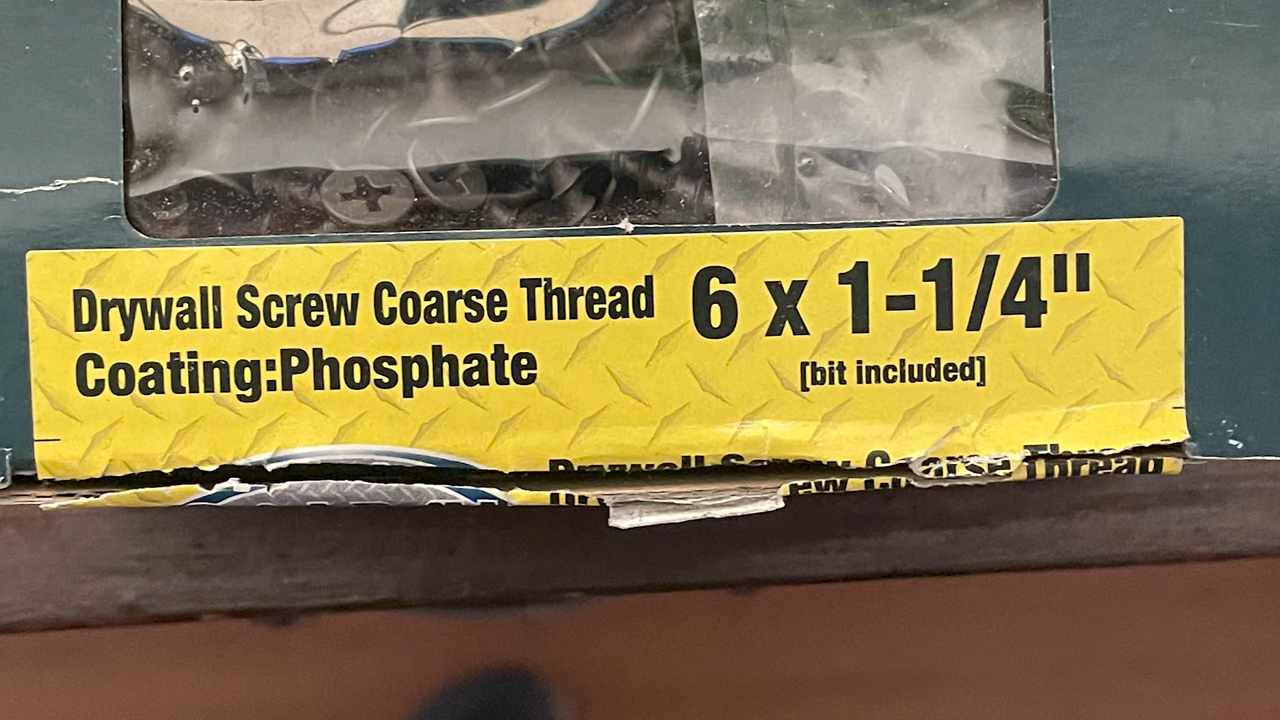 Drywall Screw Coarse Thread 6 x 1-1/4"
Coating:Phosphate [bit included]
Drywall Screw Coarse Thread